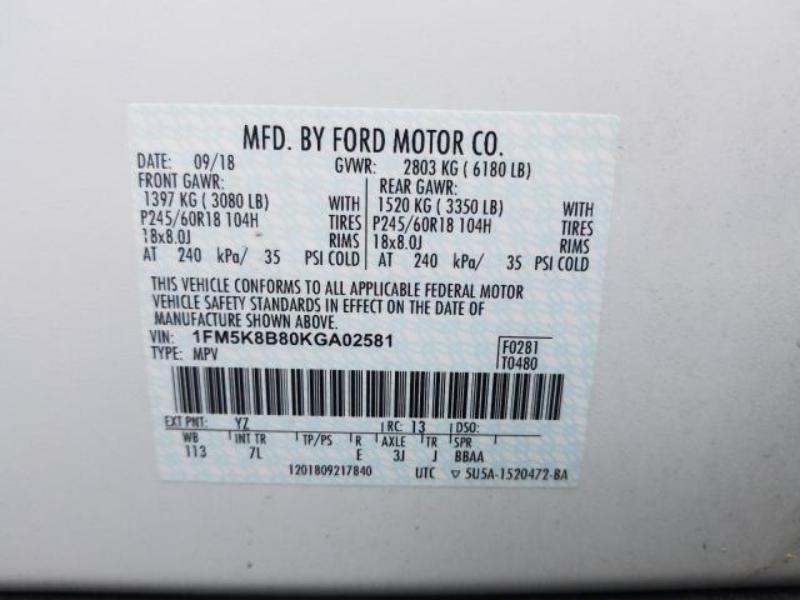 MFD. BY FORD MOTOR CO.
DATE: 09/18 GVWR: 2803 KG ( 6180 LB)
FRONT GAWR: REAR GAWR:
1397 KG ( 3080 LB) WITH 1520 KG ( 3350 LB) WITH
P245/60R18 104H TIRES P245/60R18 104H TIRES
18x8.0J RIMS 18x8.0J RIMS
AT 240 kPa/ 35 PSI COLD AT 240 kPa/ 35 PSI COLD
THIS VEHICLE CONFORMS TO ALL APPLICABLE FEDERAL MOTOR
VEHICLE SAFETY STANDARDS IN EFFECT ON THE DATE OF
MANUFACTURE SHOWN ABOVE.
VIN: 1FM5K8B80KGA02581
TYPE: MPV
F0281
T0480
EXT PNT: YZ RC: 13 DSO:
WB INT TR TP/PS R AXLE TR SPR
113 7L E 3J J BBAA
1201809217840 UTC ▽ 5U5A-1520472-BA